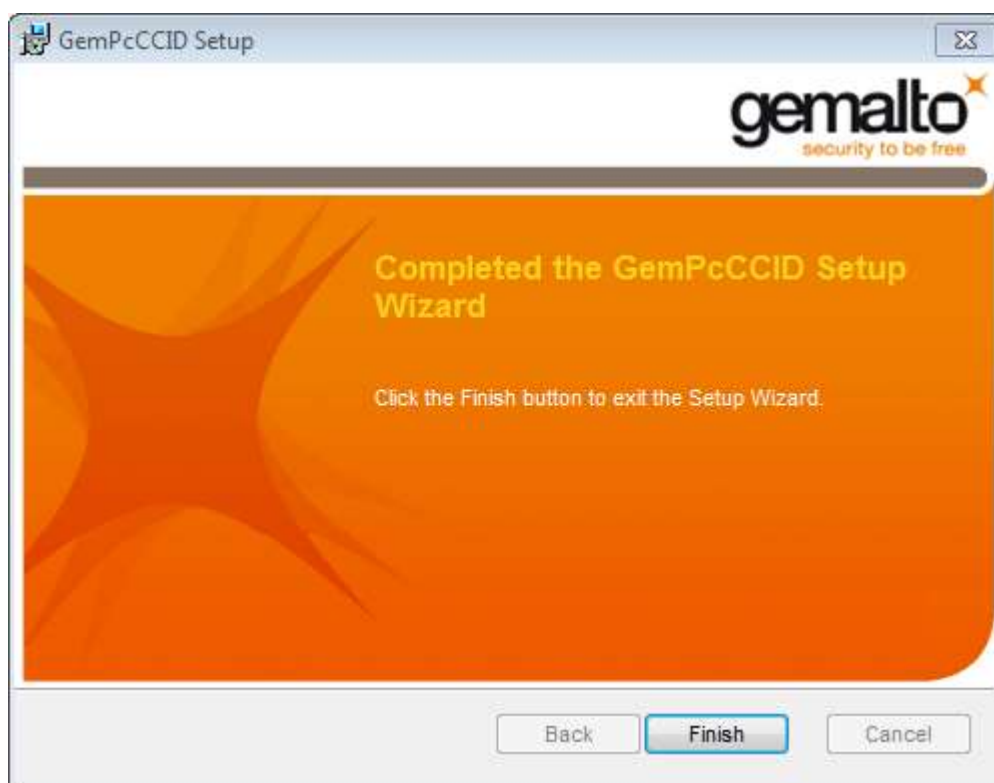 GemPcCCID Setup
gemalto
security to be free
Completed the GemPcCCID Setup
Wizard
Click the Finish button to exit the Setup Wizard.
Back
Finish
Cancel